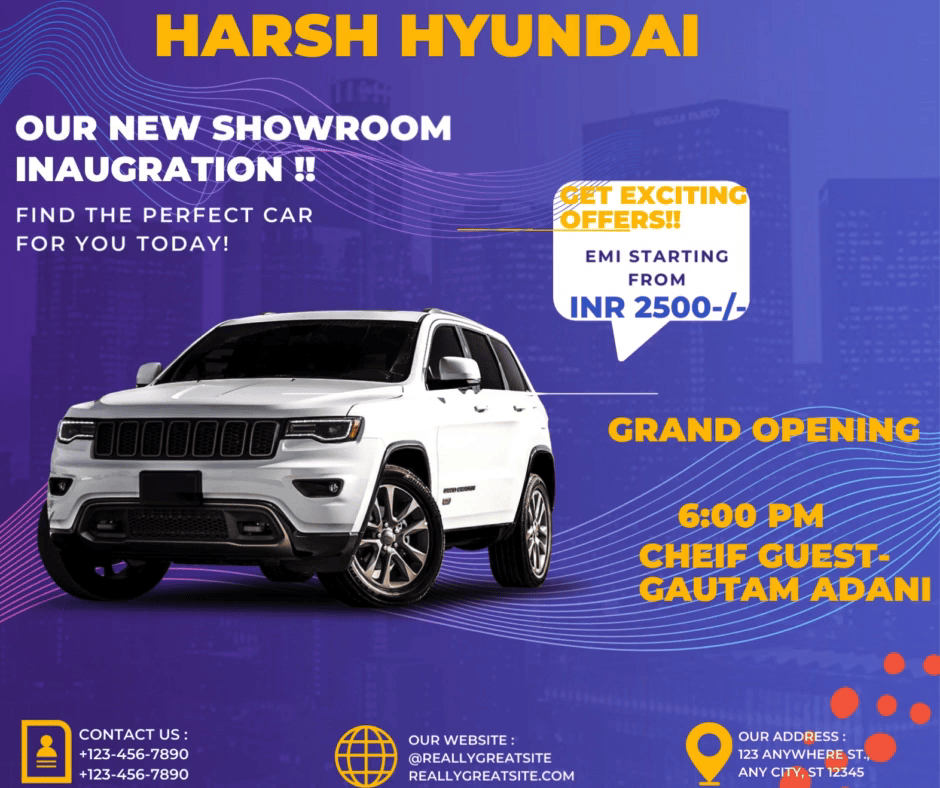 HARSH HYUNDAI
OUR NEW SHOWROOM
INAUGRATION !!
FIND THE PERFECT CAR
FOR YOU TODAY!
WELLS FARGO
GET EXCITING
OFFERS!!
EMI STARTING
FROM
INR 2500-/-
GRAND OPENING
6:00 PM
CHEIF GUEST-
GAUTAM ADANI
CONTACT US :
+123-456-7890
+123-456-7890
OUR WEBSITE :
@REALLYGREATSITE
REALLYGREATSITE.COM
OUR ADDRESS :
123 ANYWHERE ST.,
ANY CITY, ST 12345